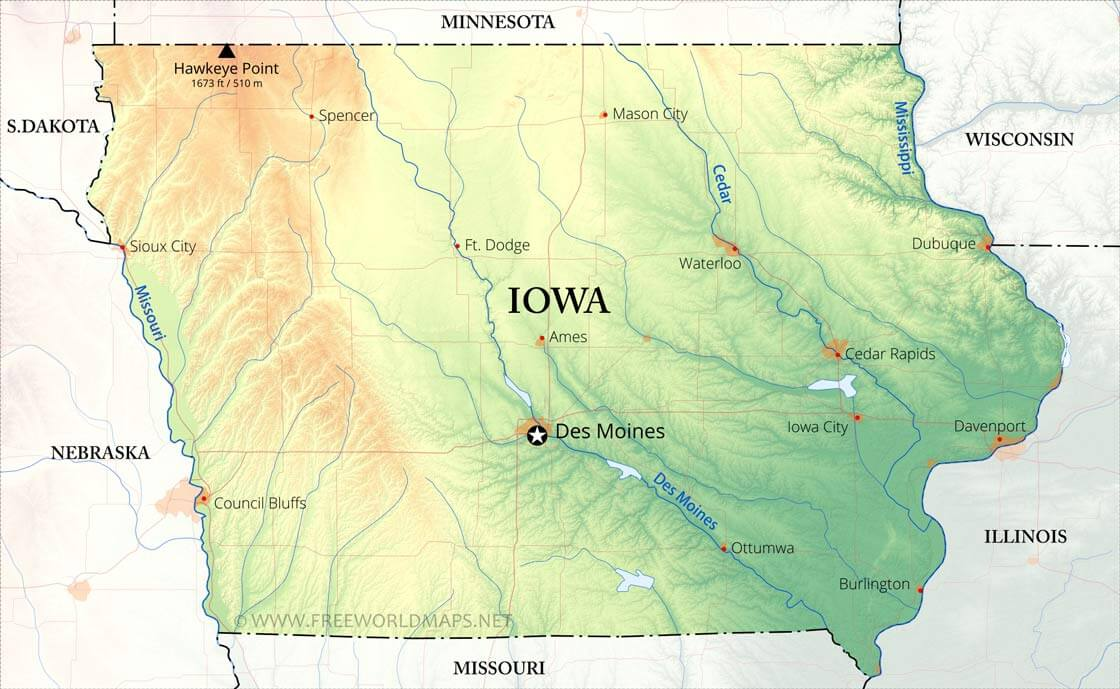 MINNESOTA
Hawkeye Point
1673 ft / 510 m
Spencer
Mason City
S.DAKOTA
Mississippi
WISCONSIN
Cedar
Sioux City
Ft. Dodge
Waterloo
Dubuque
Missouri
IOWA
Ames
Cedar Rapids
Iowa City
Davenport
Des Moines
NEBRASKA
Council Bluffs
Des Moines
Ottumwa
ILLINOIS
Burlington
© WWW.FREEWORLDMAPS.NET
MISSOURI